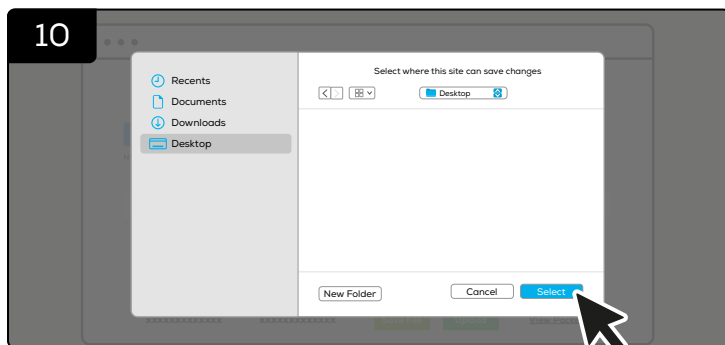 10
Select where this site can save changes
Recents
Documents
Downloads
Desktop
Desktop
New Folder
Cancel
Select